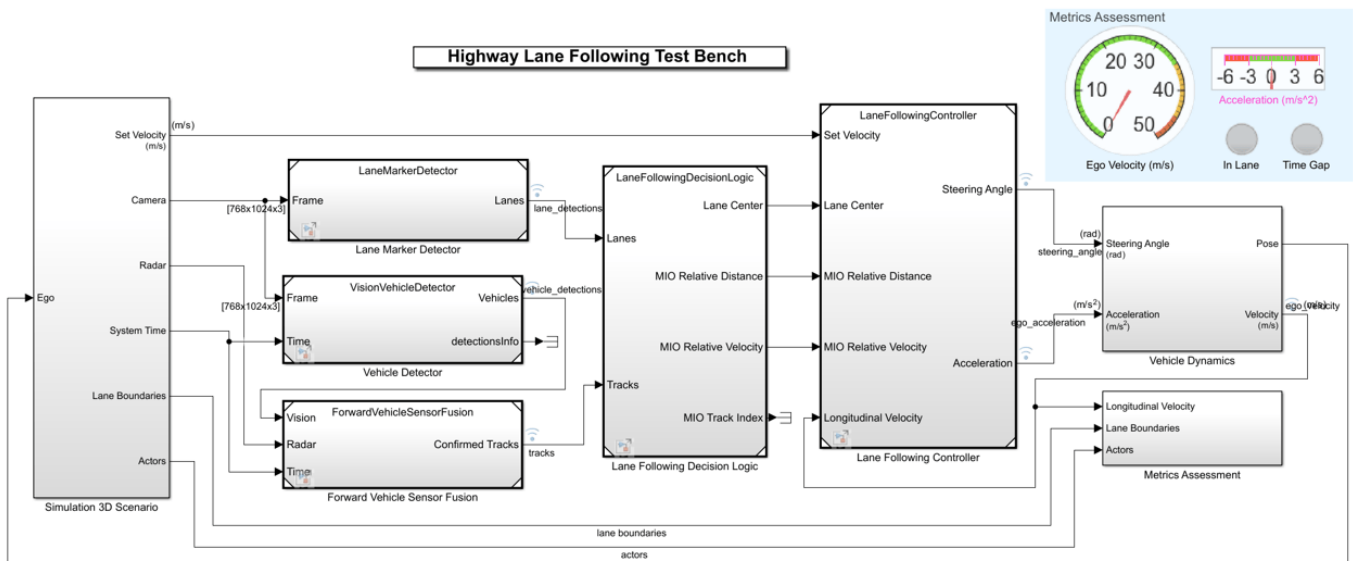 Highway Lane Following Test Bench
Metrics Assessment
0
10
20
30
40
50
Ego Velocity (m/s)
-6 -3 0 3 6
Acceleration (m/s^2)
In Lane
Time Gap
Ego
Set Velocity
(m/s)
Camera
Radar
System Time
Lane Boundaries
Actors
Simulation 3D Scenario
(m/s)
[768x1024x3]
[768x1024x3]
LaneMarkerDetector
Frame
Lanes
Lane Marker Detector
lane_detections
VisionVehicleDetector
Frame
Time
Vehicles
detectionsInfo
Vehicle Detector
vehicle_detections
ForwardVehicleSensorFusion
Vision
Radar
Time
Confirmed Tracks
Forward Vehicle Sensor Fusion
tracks
LaneFollowingDecisionLogic
Lanes
Tracks
Lane Center
MIO Relative Distance
MIO Relative Velocity
MIO Track Index
Lane Following Decision Logic
LaneFollowingController
Set Velocity
Lane Center
MIO Relative Distance
MIO Relative Velocity
Longitudinal Velocity
Steering Angle
Acceleration
Lane Following Controller
(rad)
steering_angle
(m/s²)
ego_acceleration
Steering Angle
(rad)
Acceleration
(m/s²)
Pose
Velocity
(m/s)
Vehicle Dynamics
ego_velocity
(m/s)
Longitudinal Velocity
Lane Boundaries
Actors
Metrics Assessment
lane boundaries
actors